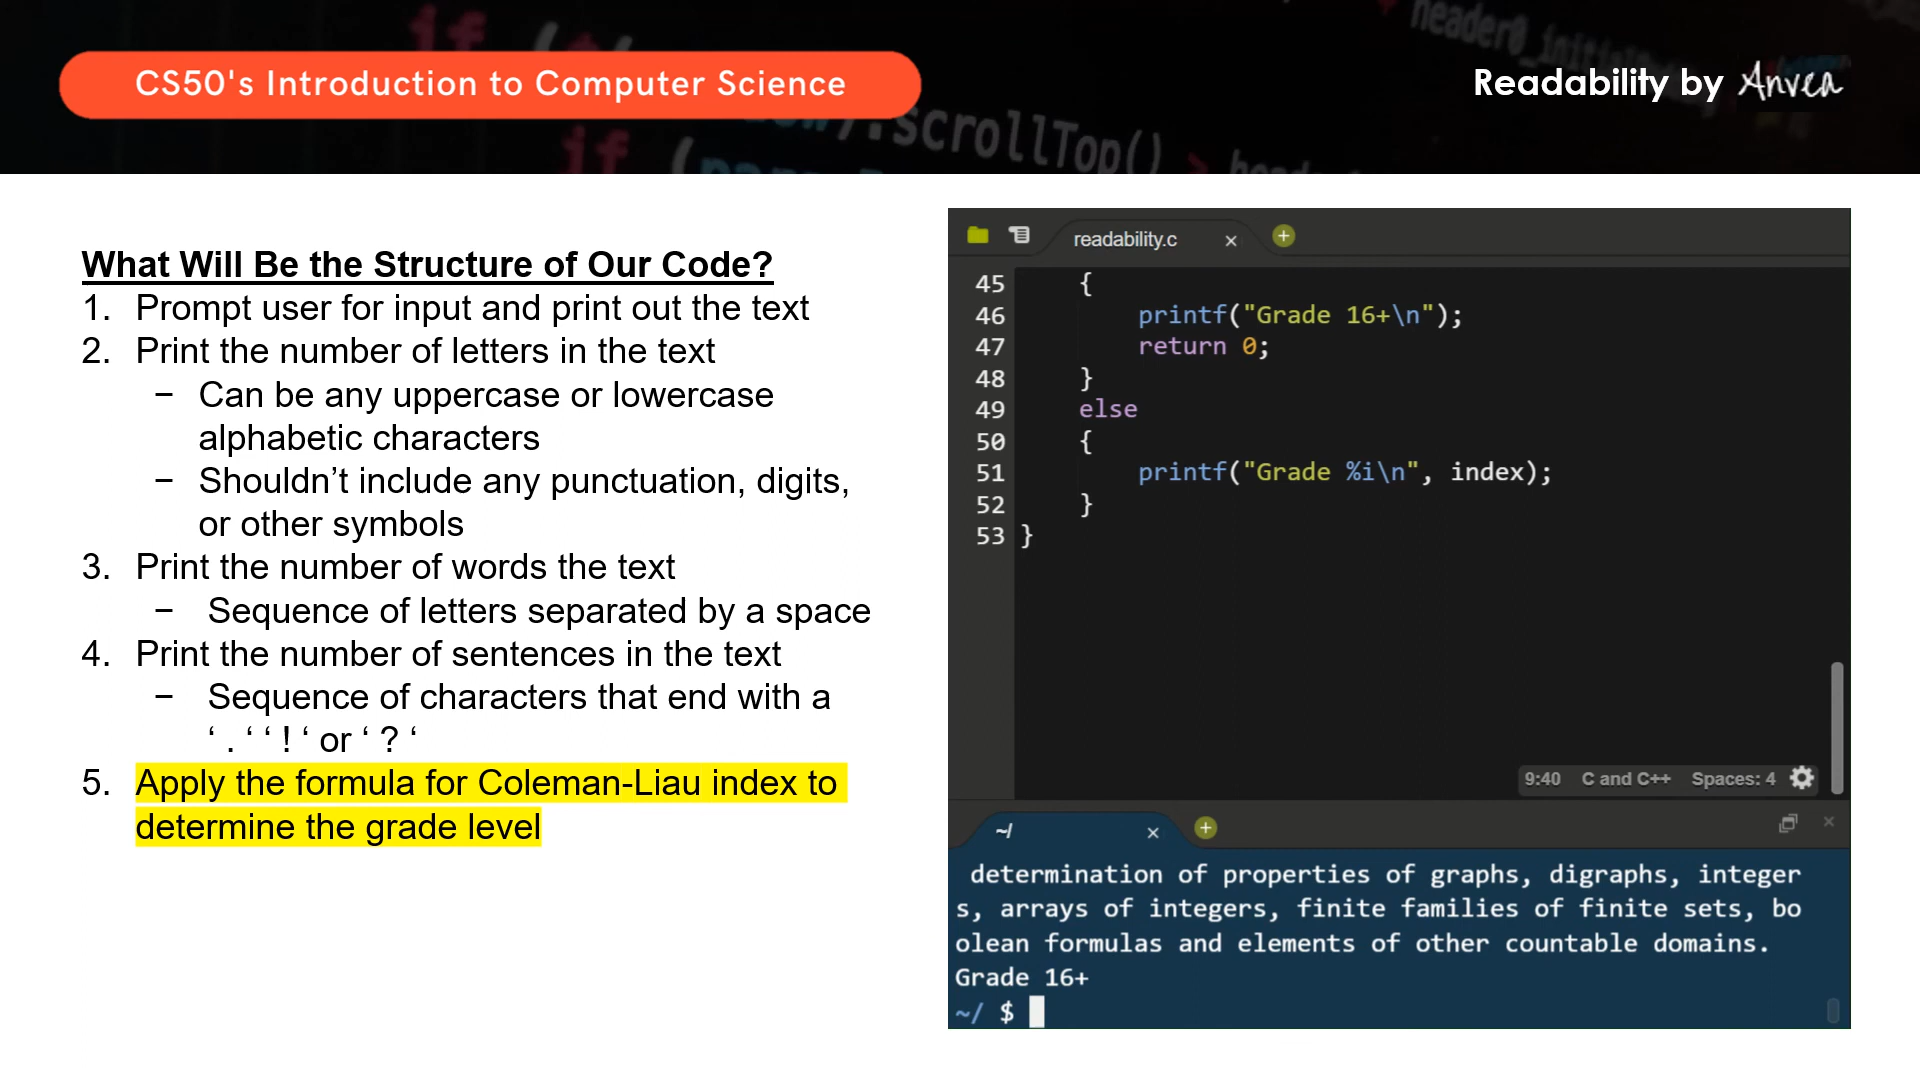 if (
header0_initi
CS50's Introduction to Computer Science
Readability by Anvea
).scrollTop() >
if (
What Will Be the Structure of Our Code?
1. Prompt user for input and print out the text
2. Print the number of letters in the text
− Can be any uppercase or lowercase
alphabetic characters
− Shouldn’t include any punctuation, digits,
or other symbols
3. Print the number of words the text
− Sequence of letters separated by a space
4. Print the number of sentences in the text
− Sequence of characters that end with a
‘ . ‘ ‘ ! ‘ or ‘ ? ‘
5. Apply the formula for Coleman-Liau index to
determine the grade level
readability.c ×
45 {
46 printf("Grade 16+\n");
47 return 0;
48 }
49 else
50 {
51 printf("Grade %i\n", index);
52 }
53 }
9:40 C and C++ Spaces: 4
~/ ×
determination of properties of graphs, digraphs, integer
s, arrays of integers, finite families of finite sets, bo
olean formulas and elements of other countable domains.
Grade 16+
~/ $